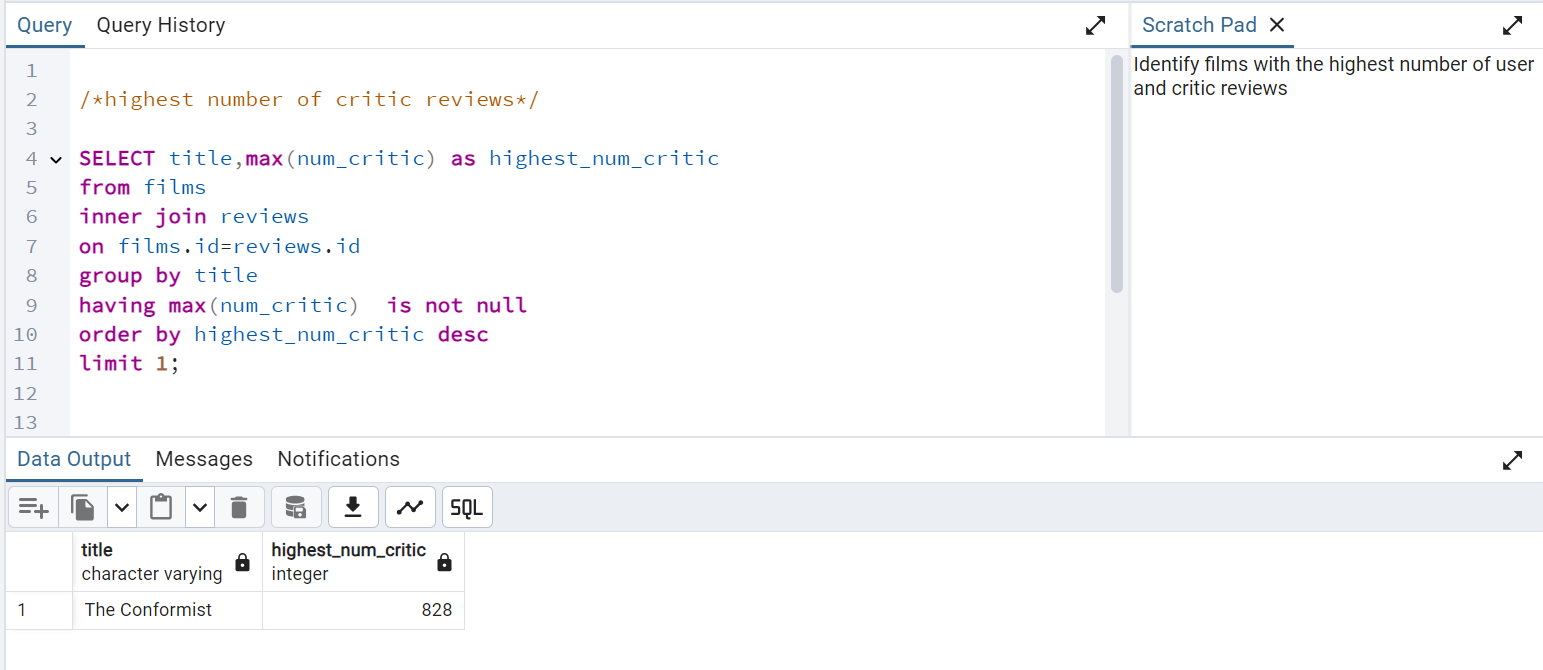 Query Query History
Scratch Pad
Identify films with the highest number of user
and critic reviews
1
2 /*highest number of critic reviews*/
3
4 SELECT title,max(num_critic) as highest_num_critic
5 from films
6 inner join reviews
7 on films.id=reviews.id
8 group by title
9 having max(num_critic)  is not null
10 order by highest_num_critic desc
11 limit 1;
12
13
Data Output Messages Notifications
SQL
title highest_num_critic
character varying integer
1 The Conformist 828